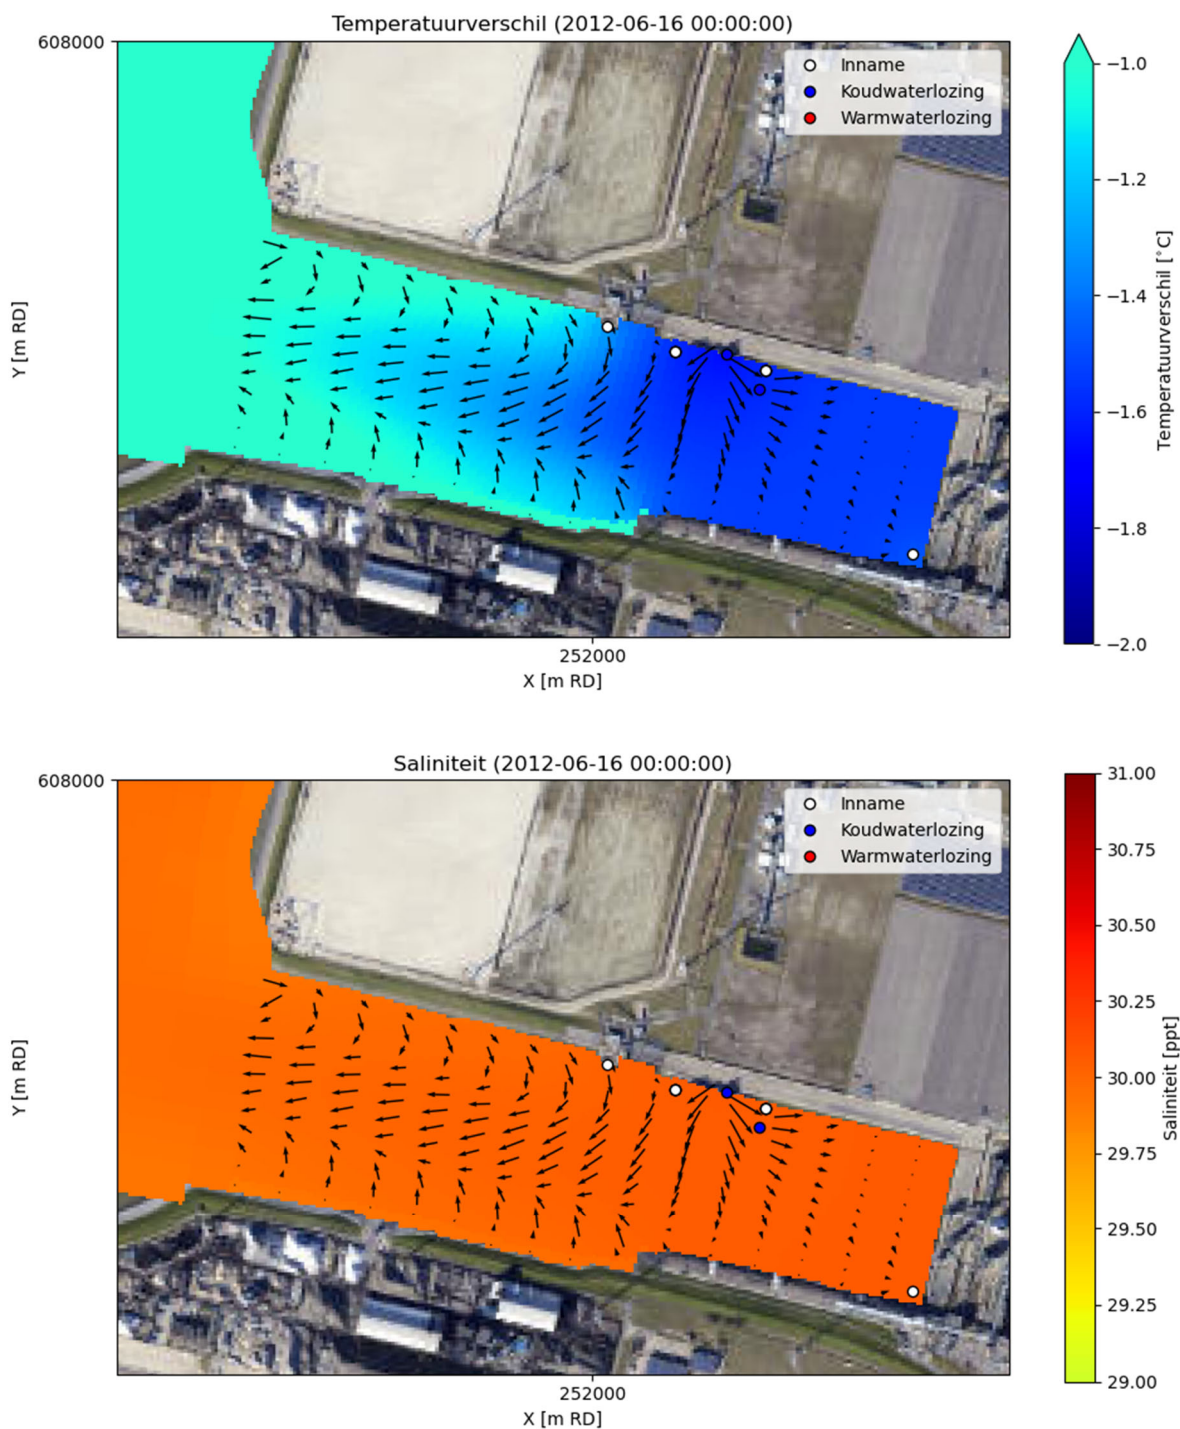 Temperatuurverschil (2012-06-16 00:00:00)
608000
Inname
Koudwaterlozing
Warmwaterlozing
Y [m RD]
252000
X [m RD]
−1.0
−1.2
−1.4
−1.6
−1.8
−2.0
Temperatuurverschil [°C]
Saliniteit (2012-06-16 00:00:00)
608000
Inname
Koudwaterlozing
Warmwaterlozing
Y [m RD]
252000
X [m RD]
31.00
30.75
30.50
30.25
30.00
29.75
29.50
29.25
29.00
Saliniteit [ppt]